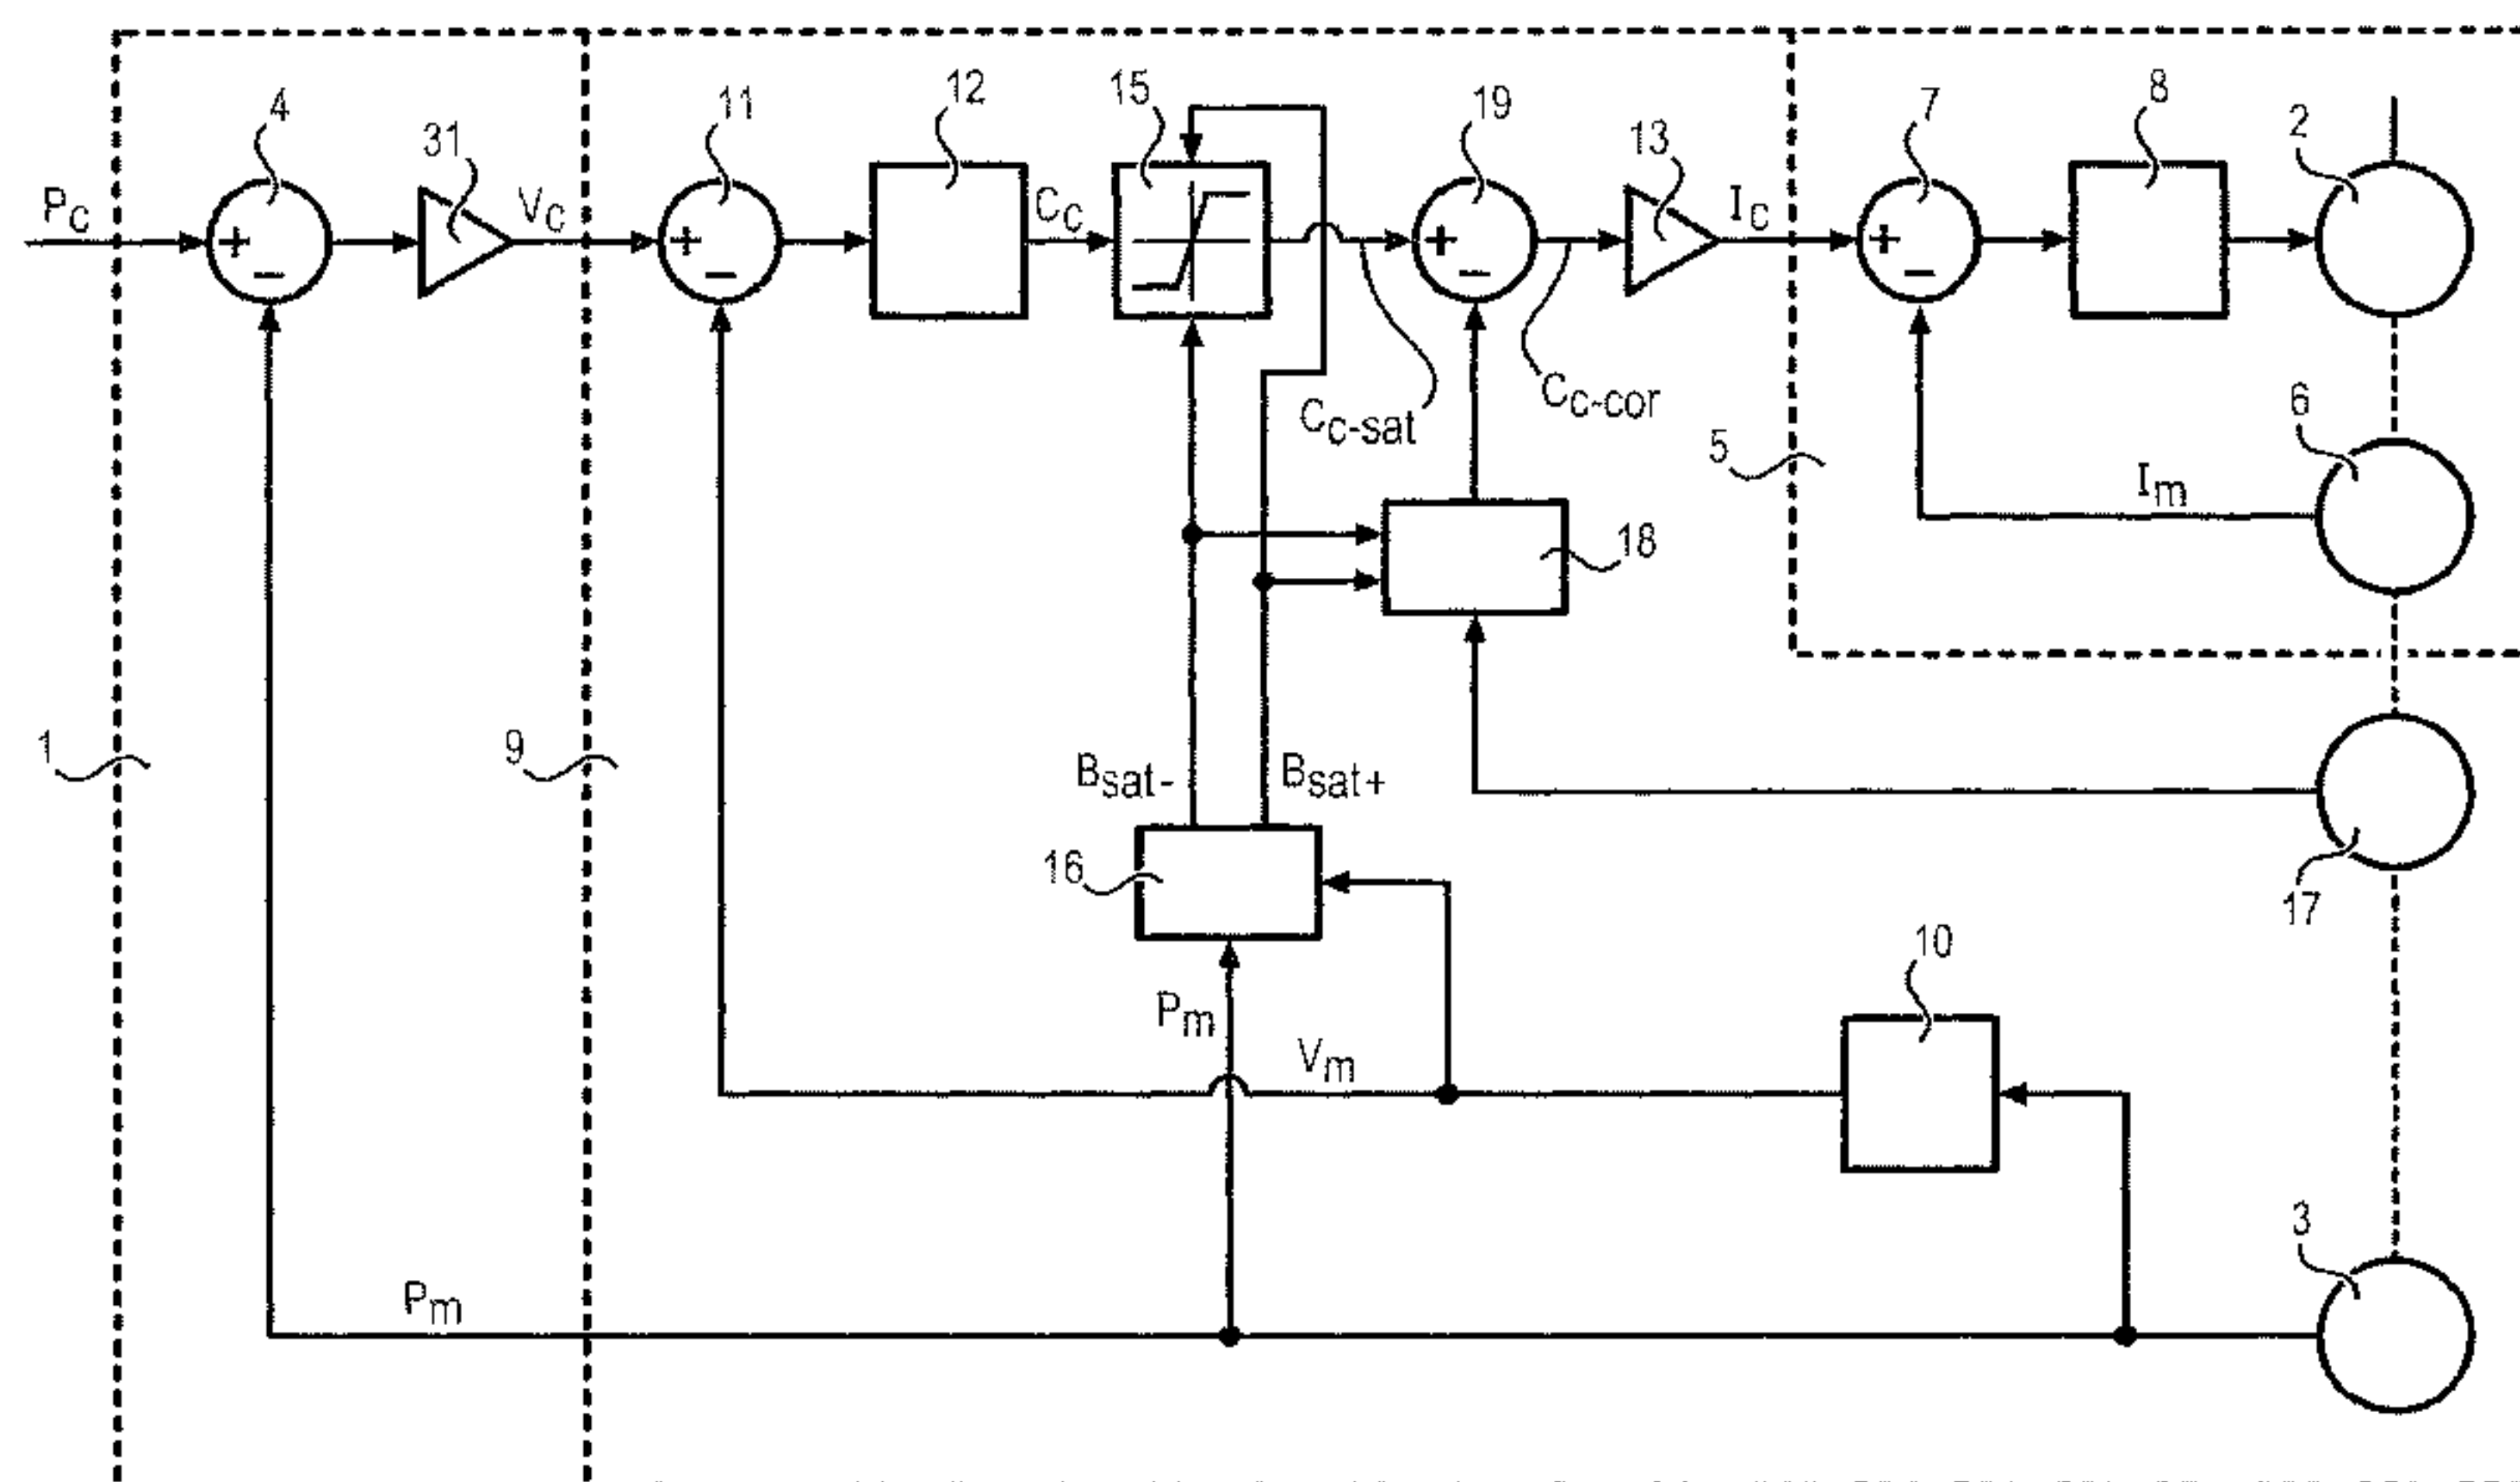 4
31
11
12
15
19
13
7
8
2
PC
VC
CC
IC
+
−
+
−
+
−
+
−
Cc-sat
Cc-cor
5
6
Im
18
1
9
Bsat-
Bsat+
16
17
10
Pm
Vm
3
Pm